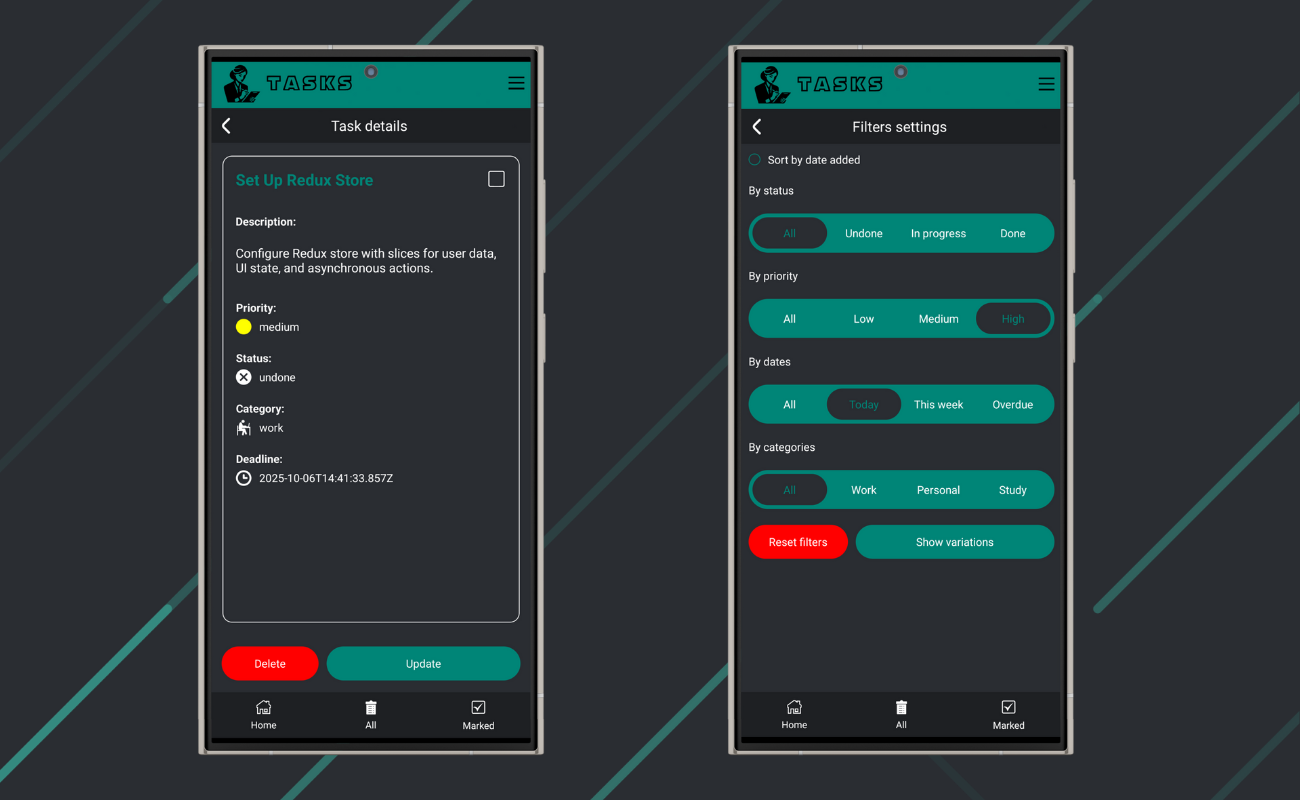 TASKS
Task details
Set Up Redux Store
Description:
Configure Redux store with slices for user data,
UI state, and asynchronous actions.
Priority:
medium
Status:
undone
Category:
work
Deadline:
2025-10-06T14:41:33.857Z
Delete Update
Home All Marked
TASKS
Filters settings
Sort by date added
By status
All Undone In progress Done
By priority
All Low Medium High
By dates
All Today This week Overdue
By categories
All Work Personal Study
Reset filters Show variations
Home All Marked